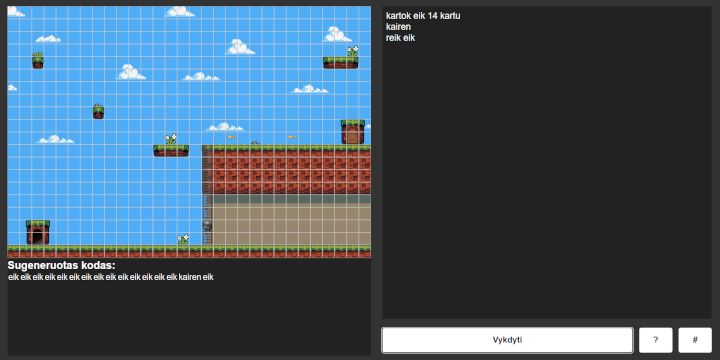 kartok eik 14 kartu
kairen
reik eik
Sugeneruotas kodas:
eik eik eik eik eik eik eik eik eik eik eik eik eik eik kairen eik
Vykdyti
?
#